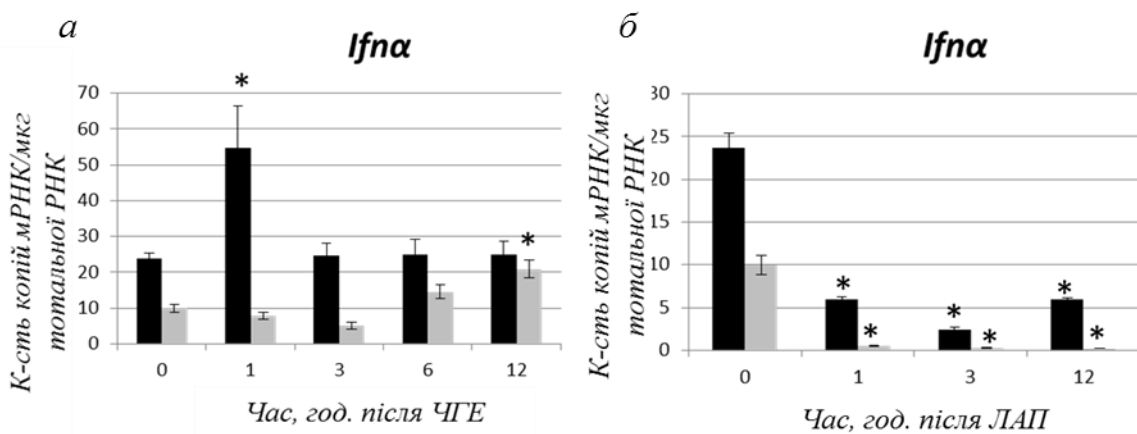 а
Ifnα
К-сть копій мРНК/мкг
тотальної РНК
70
60
50
40
30
20
10
0
*
*
0 1 3 6 12
Час, год. після ЧГЕ
б
Ifnα
К-сть копій мРНК/мкг
тотальної РНК
30
25
20
15
10
5
0
* * *
* * *
0 1 3 12
Час, год. після ЛАП